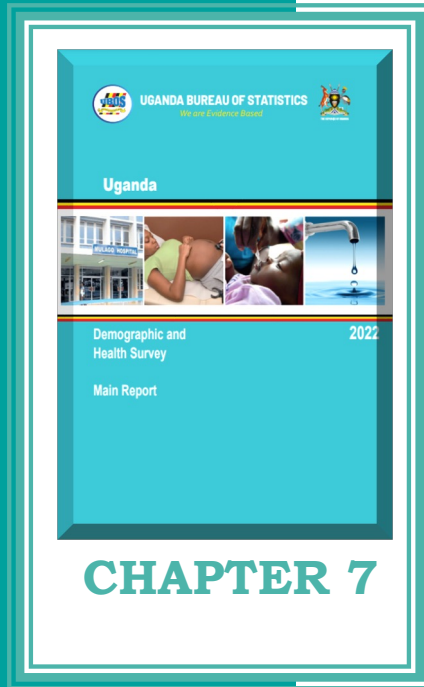 UBOS
UGANDA BUREAU OF STATISTICS
We are Evidence Based
Uganda
MULAGO HOSPITAL
Demographic and
Health Survey
2022
Main Report
CHAPTER 7